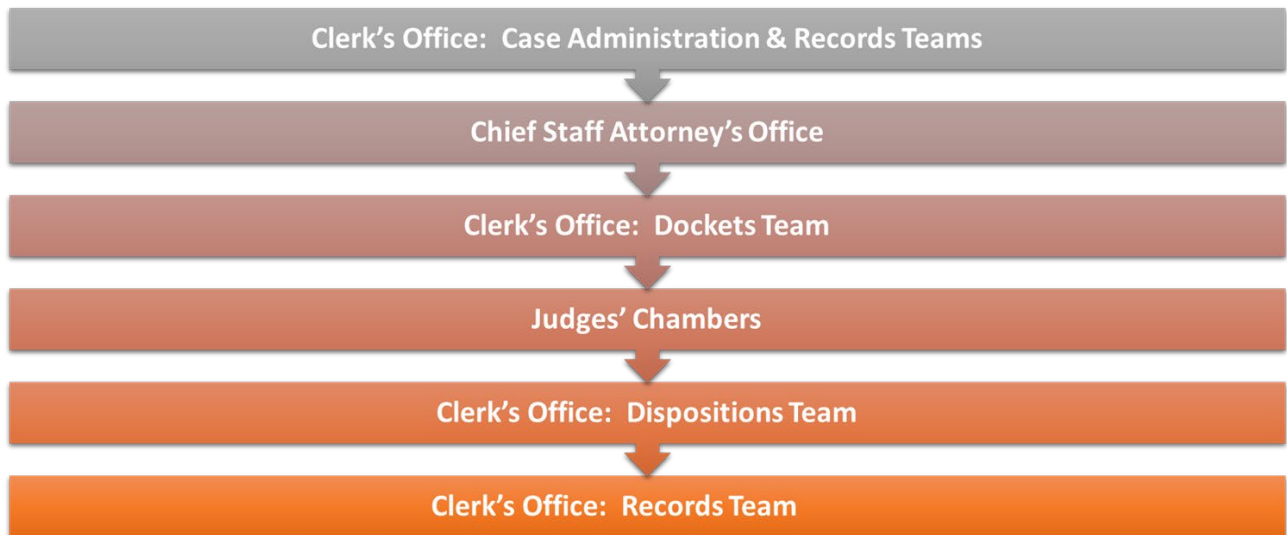 Clerk’s Office:  Case Administration & Records Teams
Chief Staff Attorney’s Office
Clerk’s Office:  Dockets Team
Judges’ Chambers
Clerk’s Office:  Dispositions Team
Clerk’s Office:  Records Team